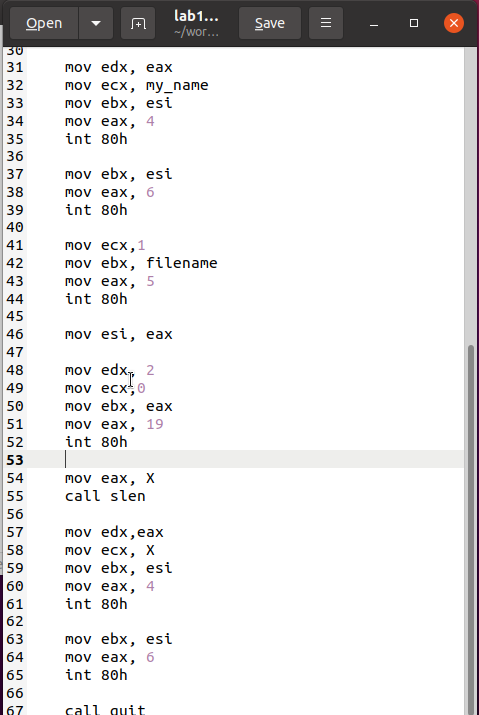 Open
lab1...
~/wor...
Save
30
31 mov edx, eax
32 mov ecx, my_name
33 mov ebx, esi
34 mov eax, 4
35 int 80h
36
37 mov ebx, esi
38 mov eax, 6
39 int 80h
40
41 mov ecx,1
42 mov ebx, filename
43 mov eax, 5
44 int 80h
45
46 mov esi, eax
47
48 mov edx, 2
49 mov ecx,0
50 mov ebx, eax
51 mov eax, 19
52 int 80h
53
54 mov eax, X
55 call slen
56
57 mov edx,eax
58 mov ecx, X
59 mov ebx, esi
60 mov eax, 4
61 int 80h
62
63 mov ebx, esi
64 mov eax, 6
65 int 80h
66
67 call quit